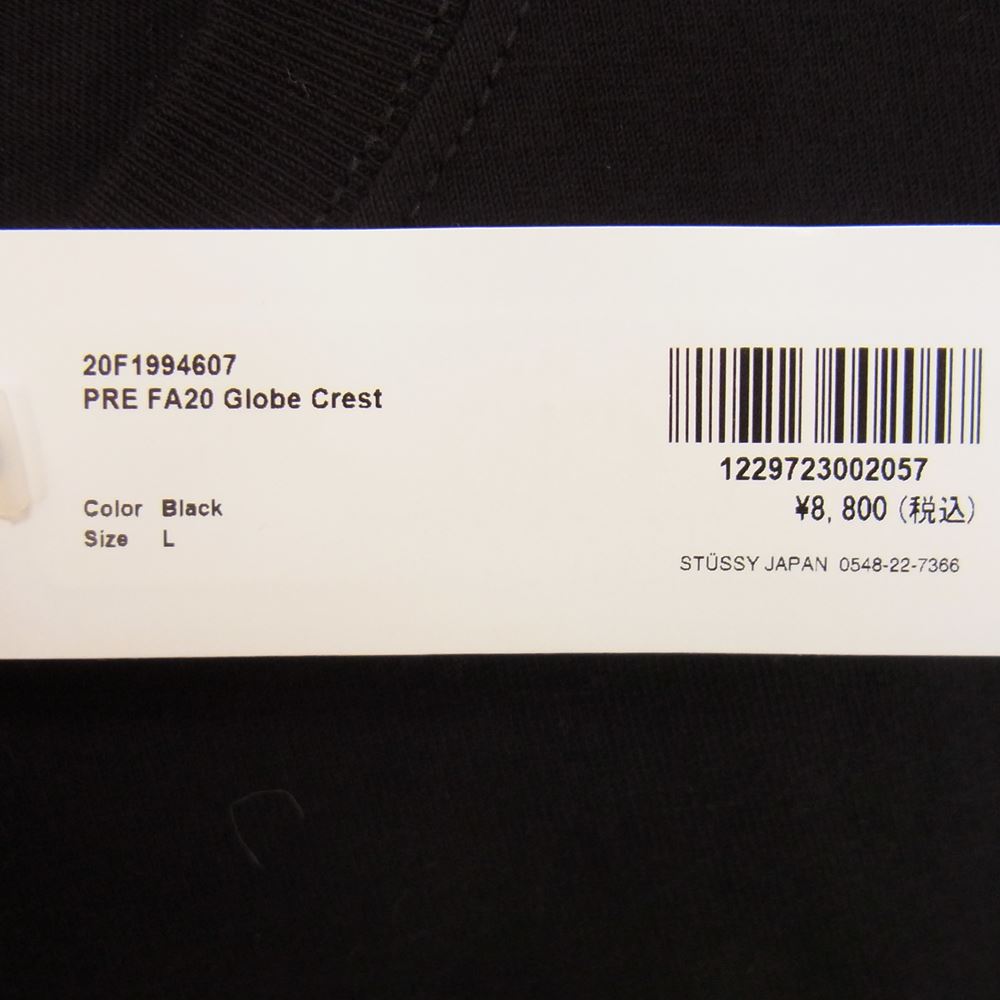 20F1994607
PRE FA20 Globe Crest
Color Black
Size L
1229723002057
¥8, 800 (税込)
STÜSSY JAPAN 0548-22-7366